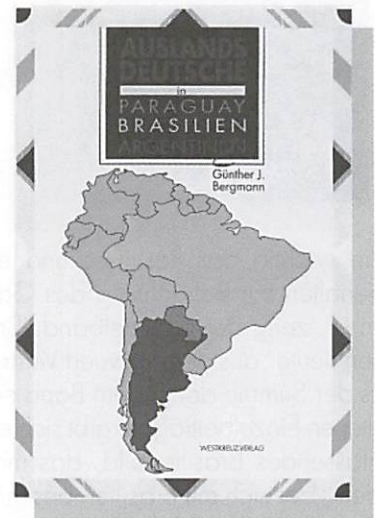 AUSLANDS
DEUTSCHE
in
PARAGUAY
BRASILIEN
ARGENTINIEN
Günther J.
Bergmann
WESTKREUZ-VERLAG